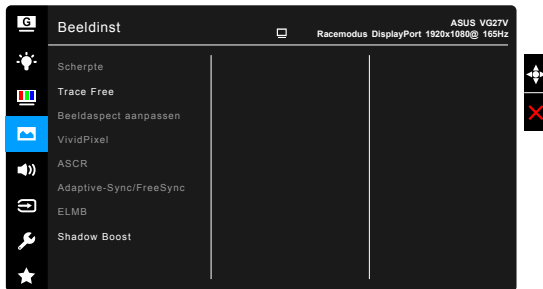 G
Beeldinst
ASUS VG27V
Racemodus DisplayPort 1920x1080@ 165Hz
Scherpte
Trace Free
Beeldaspect aanpassen
VividPixel
ASCR
Adaptive-Sync/FreeSync
ELMB
Shadow Boost